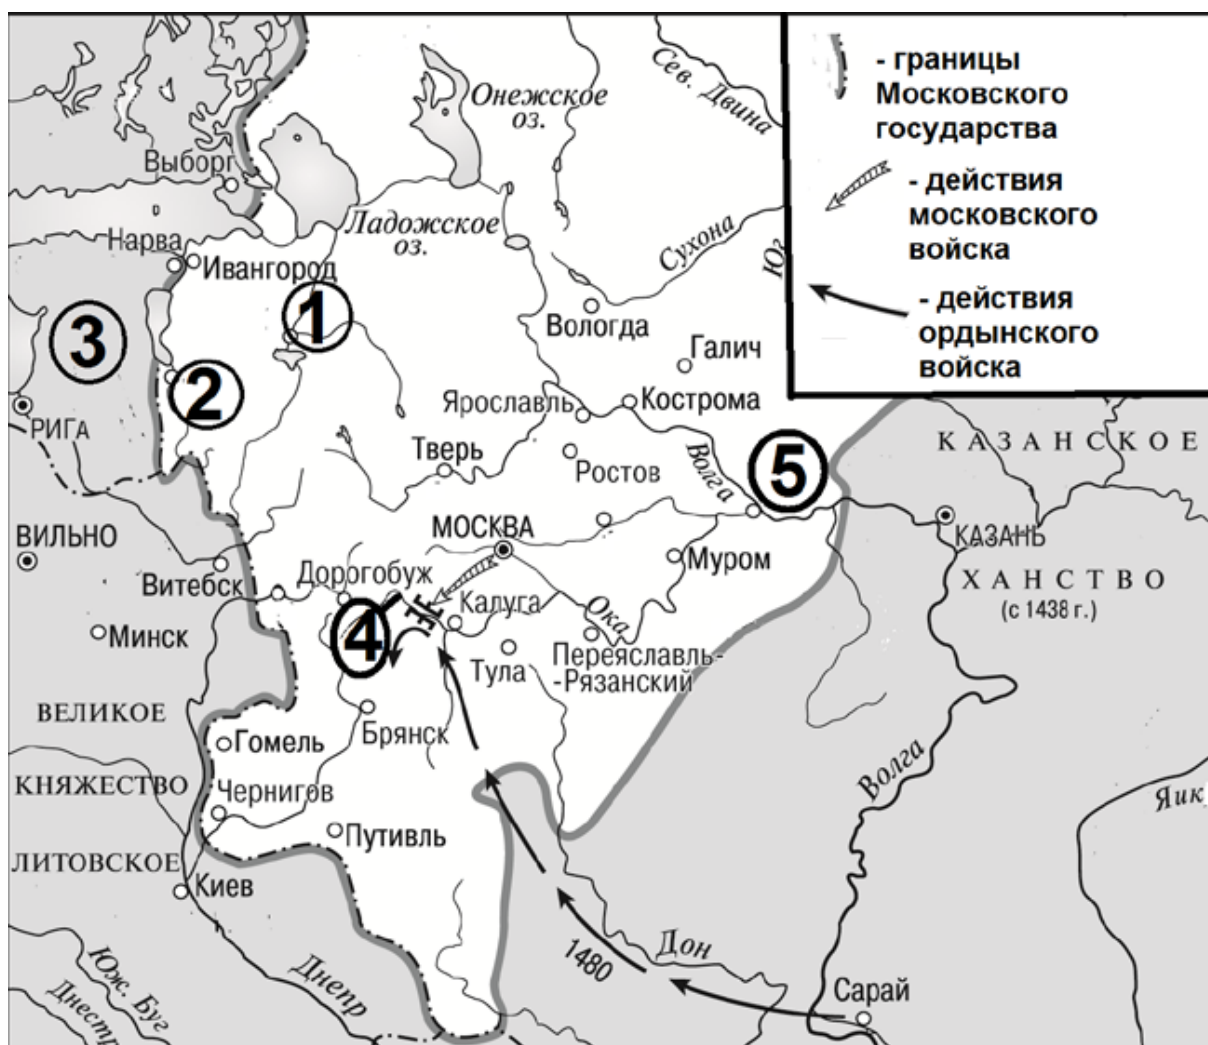 Онежское
оз.
Сев. Двина
- границы
Московского
государства
- действия
московского
войска
- действия
ордынского
войска
Выборг
Ладожское
оз.
Сухона
Юг
Нарва
Ивангород
1
Вологда
3
Галич
2
РИГА
Ярославль
Кострома
КАЗАНСКОЕ
Тверь
Ростов
Волга
5
ВИЛЬНО
МОСКВА
КАЗАНЬ
Муром
Витебск
Дорогобуж
ХАНСТВО
(с 1438 г.)
Калуга
Ока
4
Минск
Тула
Переяславль-
-Рязанский
ВЕЛИКОЕ
Брянск
Гомель
КНЯЖЕСТВО
Чернигов
Волга
Яик
Путивль
ЛИТОВСКОЕ
Киев
1480
Дон
Юж. Буг
Днепр
Сарай
Днестр